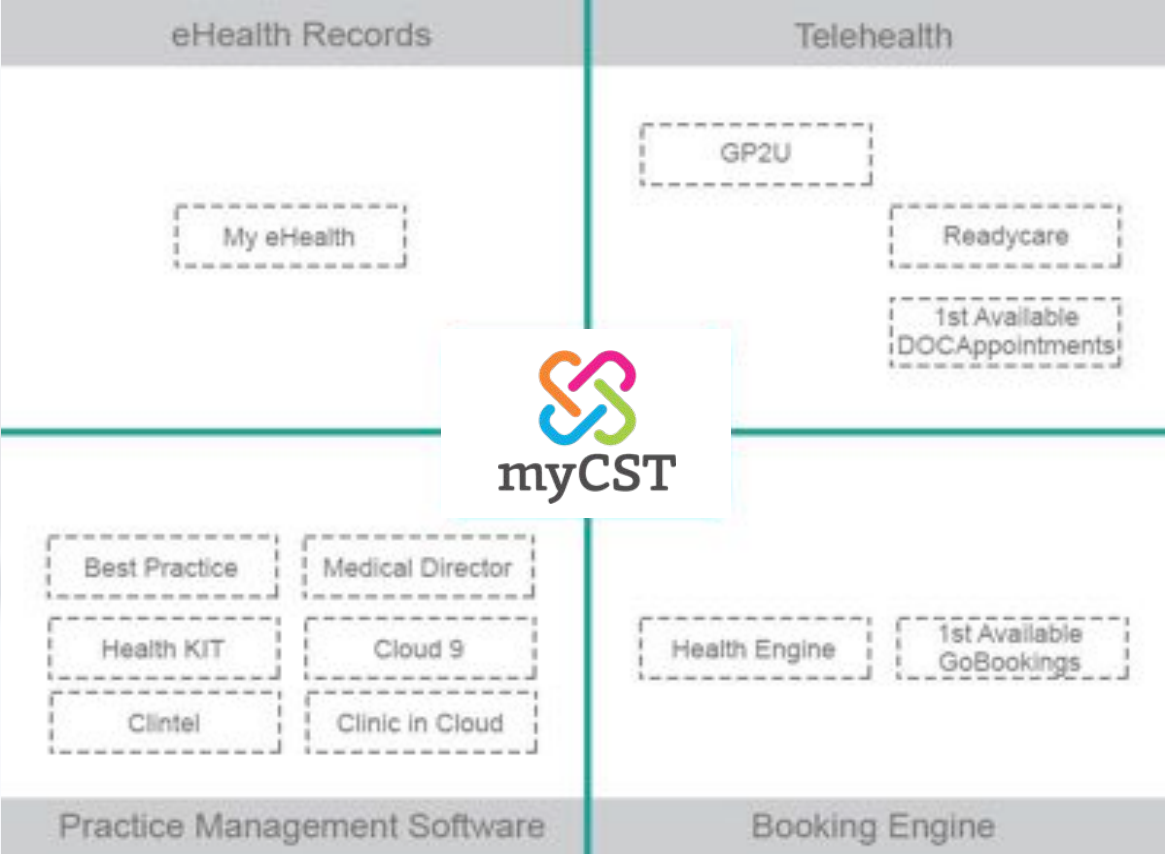 eHealth Records
Telehealth
GP2U
My eHealth
Readycare
1st Available
DOCAppointments
myCST
Best Practice
Medical Director
Health KIT
Cloud 9
Clintel
Clinic in Cloud
Health Engine
1st Available
GoBookings
Practice Management Software
Booking Engine